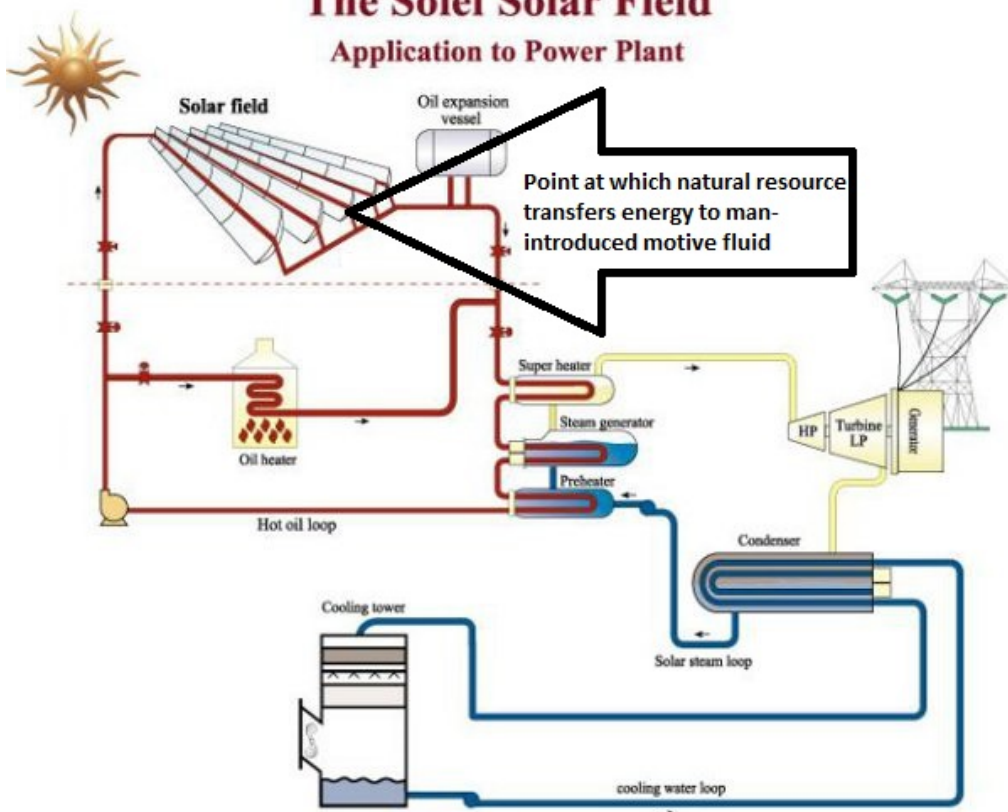 The Solel Solar Field
Application to Power Plant
Solar field
Oil expansion
vessel
Point at which natural resource
transfers energy to man-
introduced motive fluid
Super heater
Steam generator
Preheater
HP
Turbine
LP
Generator
Oil heater
Hot oil loop
Condenser
Cooling tower
Solar steam loop
cooling water loop